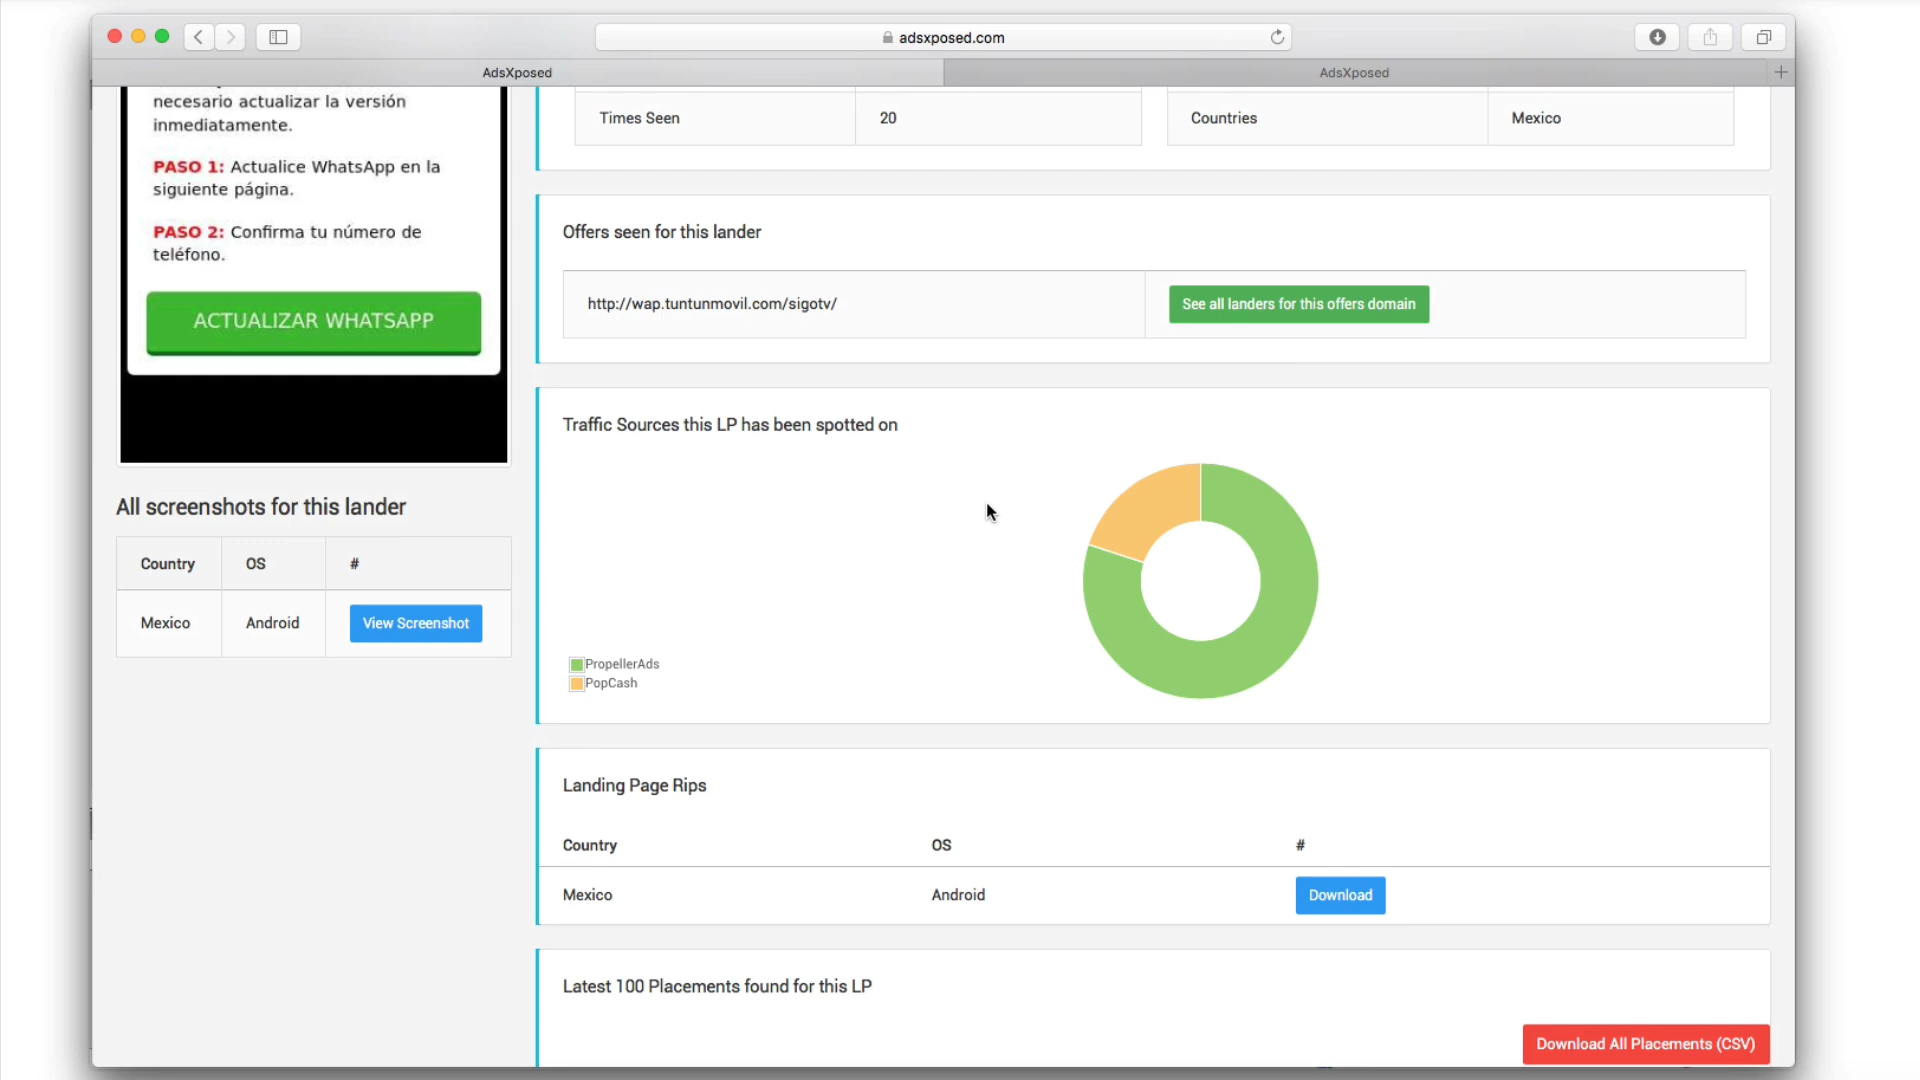 adsxposed.com
AdsXposed
AdsXposed
necesario actualizar la versión
inmediatamente.
PASO 1: Actualice WhatsApp en la
siguiente página.
PASO 2: Confirma tu número de
teléfono.
ACTUALIZAR WHATSAPP
All screenshots for this lander
Country OS #
Mexico Android View Screenshot
Times Seen 20 Countries Mexico
Offers seen for this lander
http://wap.tuntunmovil.com/sigotv/ See all landers for this offers domain
Traffic Sources this LP has been spotted on
PropellerAds
PopCash
Landing Page Rips
Country OS #
Mexico Android Download
Latest 100 Placements found for this LP
Download All Placements (CSV)